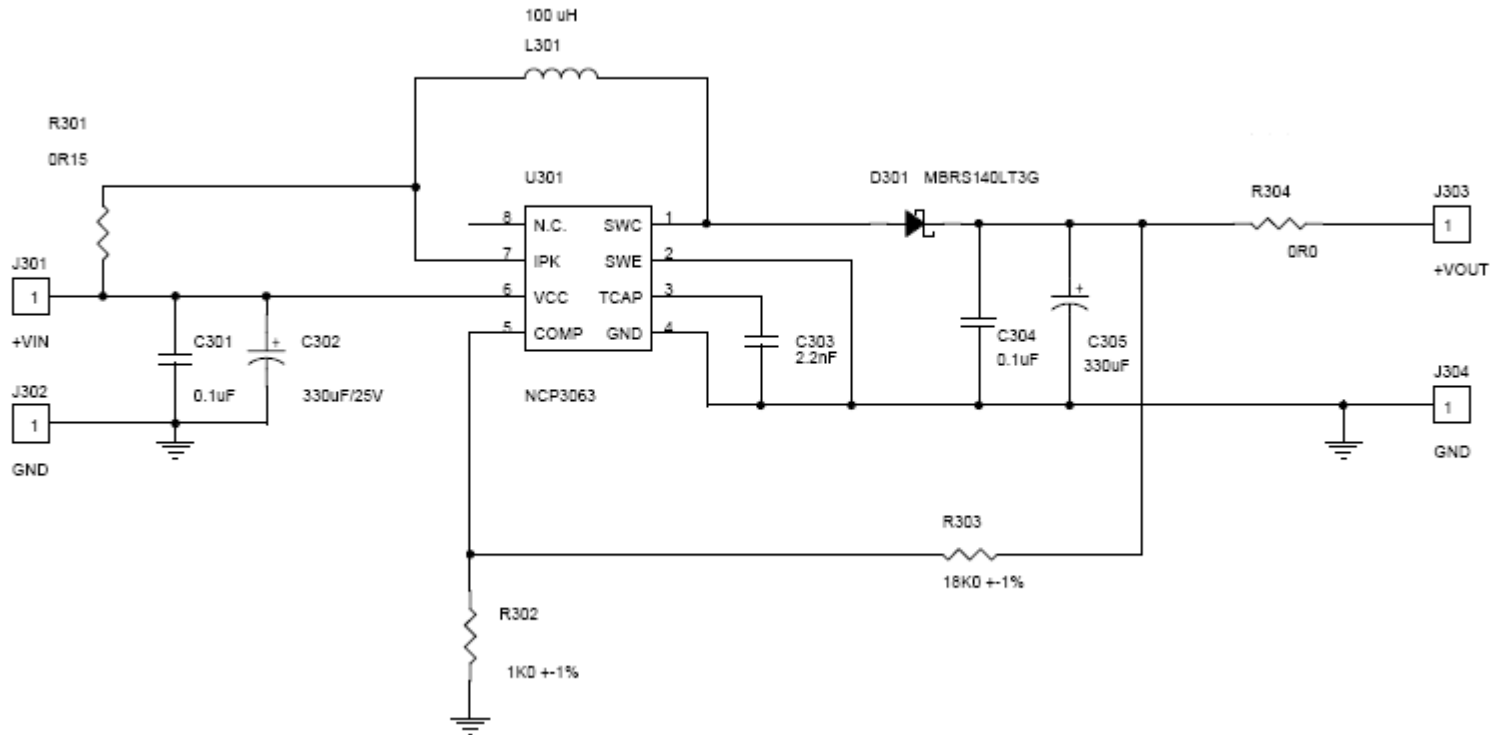 100 uH
L301
R301
0R15
U301
D301 MBRS140LT3G
R304
J303
8 N.C. SWC 1
1
7 IPK SWE 2
0R0
+VOUT
J301
1
6 VCC TCAP 3
5 COMP GND 4
+VIN
C301
+
C302
C303
2.2nF
C304
0.1uF
+
C305
330uF
J302
0.1uF
330uF/25V
NCP3063
J304
1
1
GND
GND
R303
18K0 +-1%
R302
1K0 +-1%